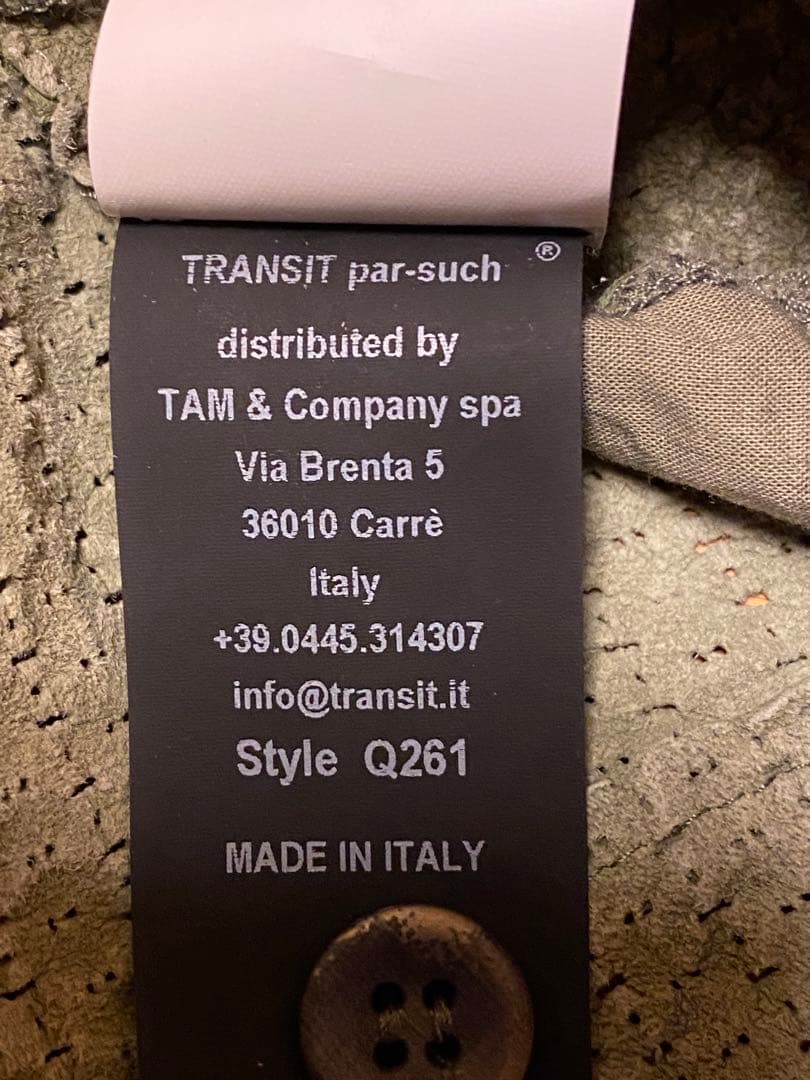 TRANSIT par-such ®
distributed by
TAM & Company spa
Via Brenta 5
36010 Carrè
Italy
+39.0445.314307
info@transit.it
Style Q261
MADE IN ITALY